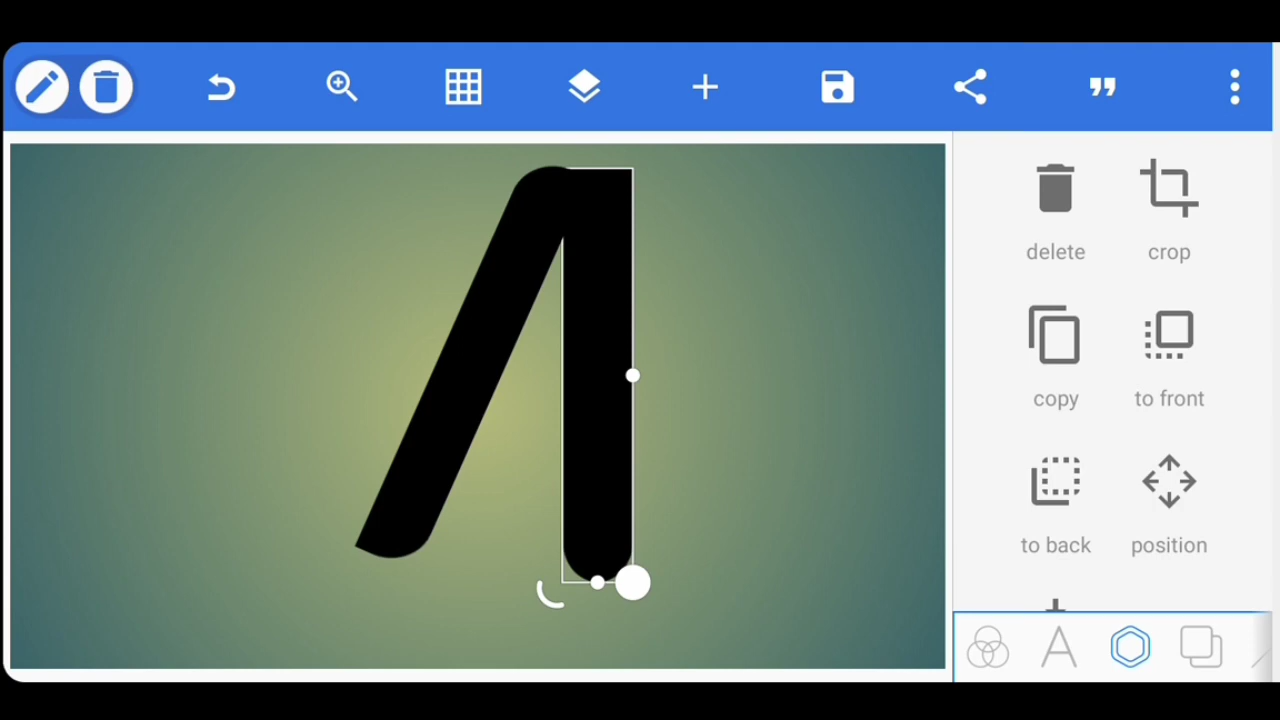 delete
crop
copy
to front
to back
position